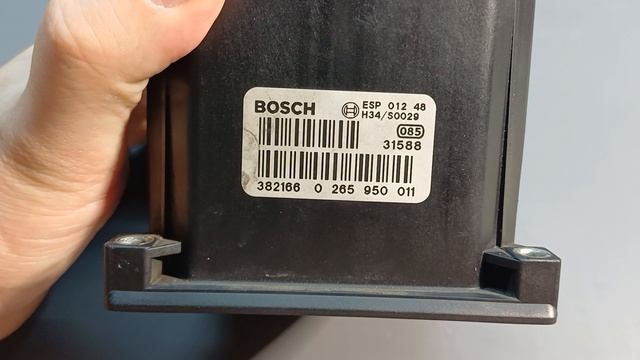 BOSCH ESP 012 48
H34/S0029
085
31588
382166 0 265 950 011